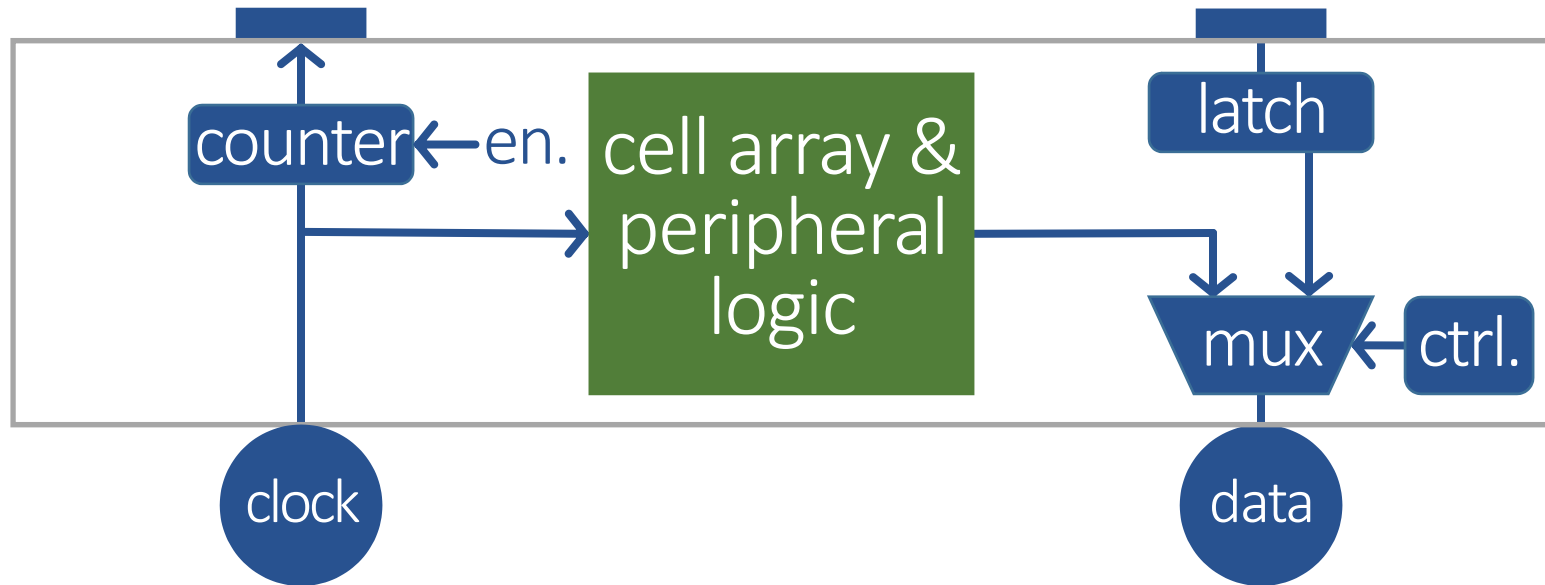 counter
en.
cell array &
peripheral
logic
latch
mux
ctrl.
clock
data